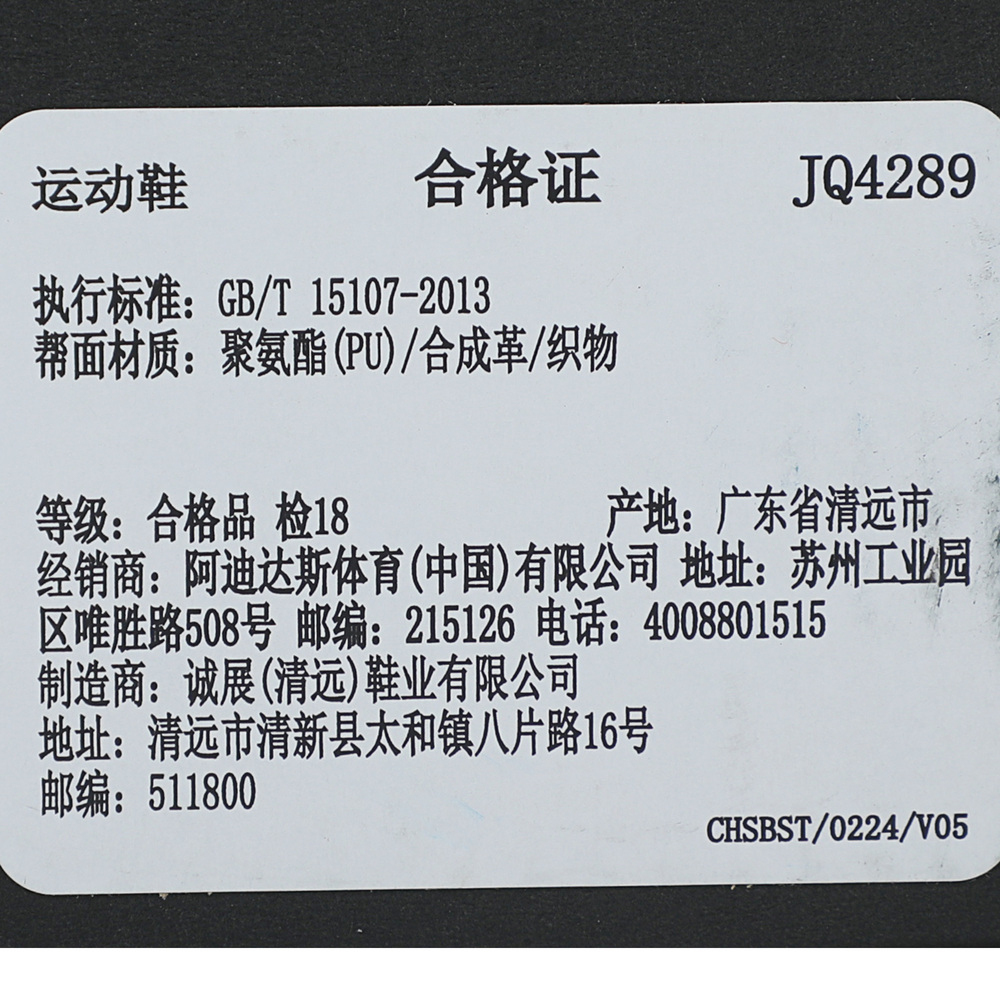 运动鞋 合格证 JQ4289
执行标准：GB/T 15107-2013
帮面材质：聚氨酯(PU)/合成革/织物
等级：合格品 检18 产地：广东省清远市
经销商：阿迪达斯体育(中国)有限公司 地址：苏州工业园
区唯胜路508号 邮编：215126 电话：4008801515
制造商：诚展(清远)鞋业有限公司
地址：清远市清新县太和镇八片路16号
邮编：511800
CHSBST/0224/V05